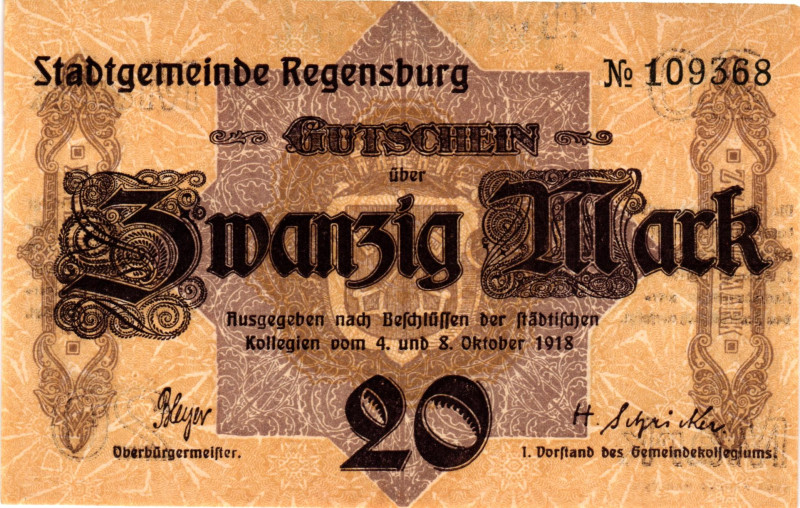 Stadtgemeinde Regensburg № 109368
GUTSCHEIN
über
Zwanzig Mark
Ausgegeben nach Beschlüssen der städtischen
Kollegien vom 4. und 8. Oktober 1918
20
H. Schricker
Oberbürgermeister. 1. Vorstand des Gemeindekollegiums.